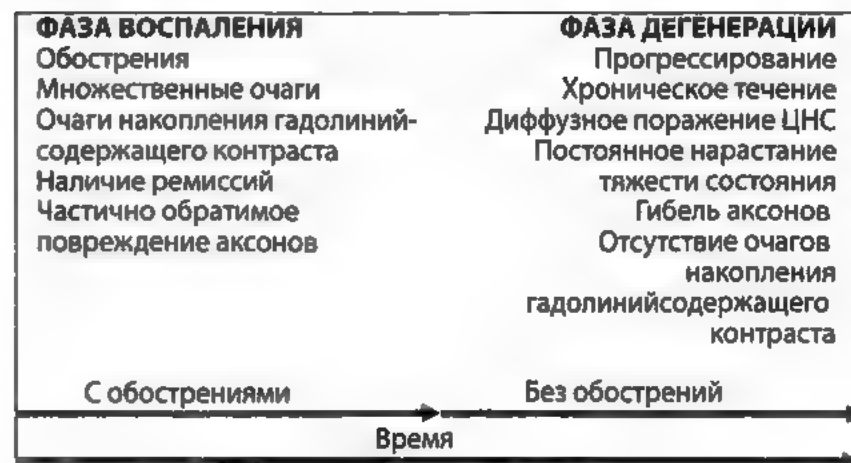 ФАЗА ВОСПАЛЕНИЯ
Обострения
Множественные очаги
Очаги накопления гадолиний-
содержащего контраста
Наличие ремиссий
Частично обратимое
повреждение аксонов
ФАЗА ДЕГЕНЕРАЦИИ
Прогрессирование
Хроническое течение
Диффузное поражение ЦНС
Постоянное нарастание
тяжести состояния
Гибель аксонов
Отсутствие очагов
накопления
гадолинийсодержащего
контраста
С обострениями
Без обострений
Время